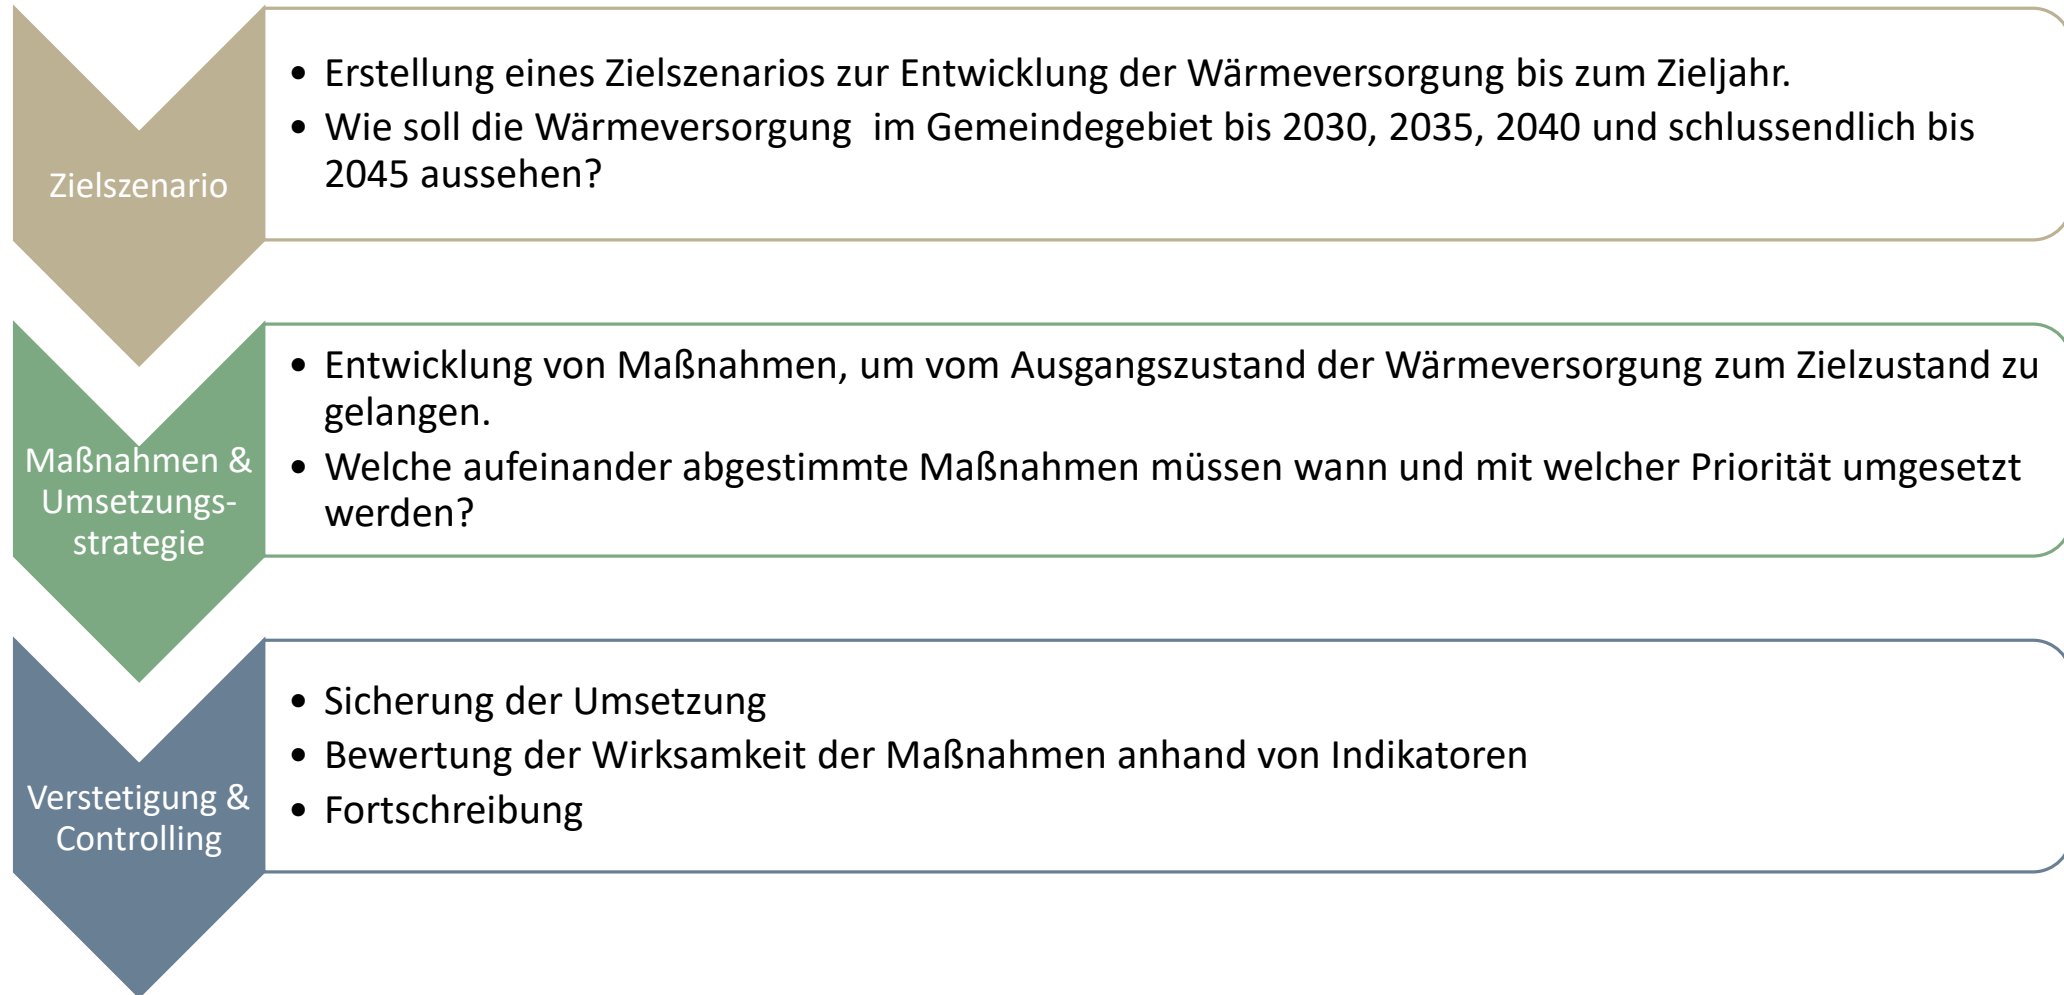 Zielszenario
• Erstellung eines Zielszenarios zur Entwicklung der Wärmeversorgung bis zum Zieljahr.
• Wie soll die Wärmeversorgung  im Gemeindegebiet bis 2030, 2035, 2040 und schlussendlich bis
2045 aussehen?
Maßnahmen &
Umsetzungs-
strategie
• Entwicklung von Maßnahmen, um vom Ausgangszustand der Wärmeversorgung zum Zielzustand zu
gelangen.
• Welche aufeinander abgestimmte Maßnahmen müssen wann und mit welcher Priorität umgesetzt
werden?
Verstetigung &
Controlling
• Sicherung der Umsetzung
• Bewertung der Wirksamkeit der Maßnahmen anhand von Indikatoren
• Fortschreibung